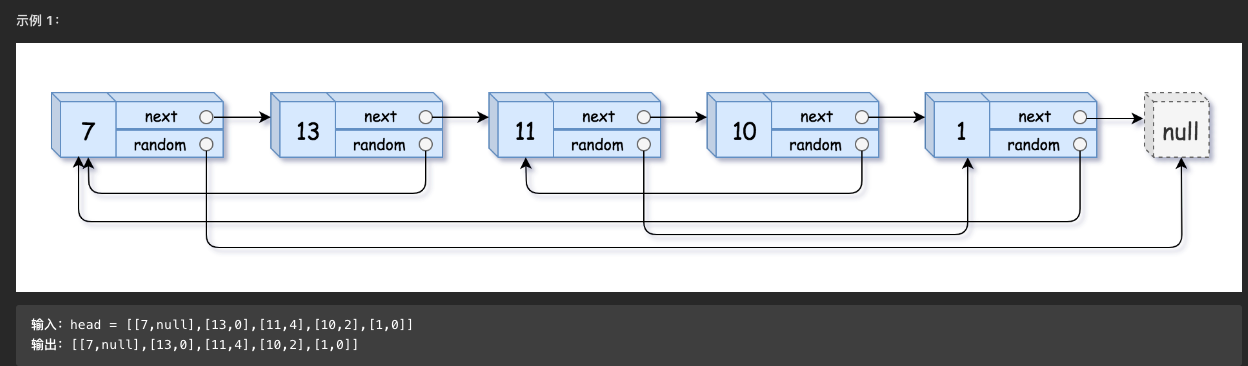 示例 1：
7 next random 13 next random 11 next random 10 next random 1 next random null
输入：head = [[7,null],[13,0],[11,4],[10,2],[1,0]]
输出：[[7,null],[13,0],[11,4],[10,2],[1,0]]